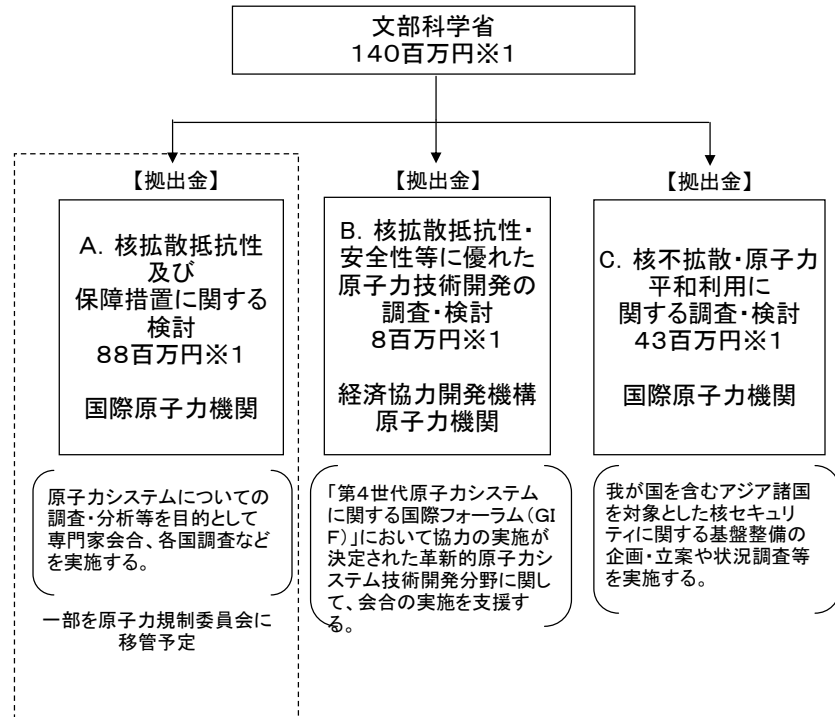 文部科学省
140百万円※1
【拠出金】
A．核拡散抵抗性
及び
保障措置に関する
検討
88百万円※1
国際原子力機関
原子力システムについての
調査・分析等を目的として
専門家会合、各国調査など
を実施する。
一部を原子力規制委員会に
移管予定
【拠出金】
B．核拡散抵抗性・
安全性等に優れた
原子力技術開発の
調査・検討
8百万円※1
経済協力開発機構
原子力機関
「第4世代原子力システム
に関する国際フォーラム（GI
F）」において協力の実施が
決定された革新的原子力シ
ステム技術開発分野に関し
て、会合の実施を支援す
る。
【拠出金】
C．核不拡散・原子力
平和利用に
関する調査・検討
43百万円※1
国際原子力機関
我が国を含むアジア諸国
を対象とした核セキュリ
ティに関する基盤整備の
企画・立案や状況調査等
を実施する。